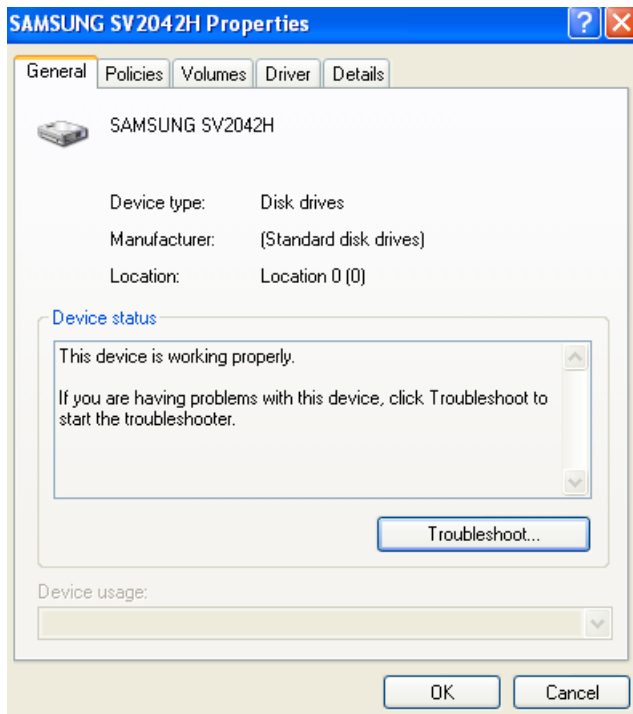 SAMSUNG SV2042H Properties
General Policies Volumes Driver Details
SAMSUNG SV2042H
Device type: Disk drives
Manufacturer: (Standard disk drives)
Location: Location 0 (0)
Device status
This device is working properly.
If you are having problems with this device, click Troubleshoot to
start the troubleshooter.
Troubleshoot...
Device usage:
OK Cancel